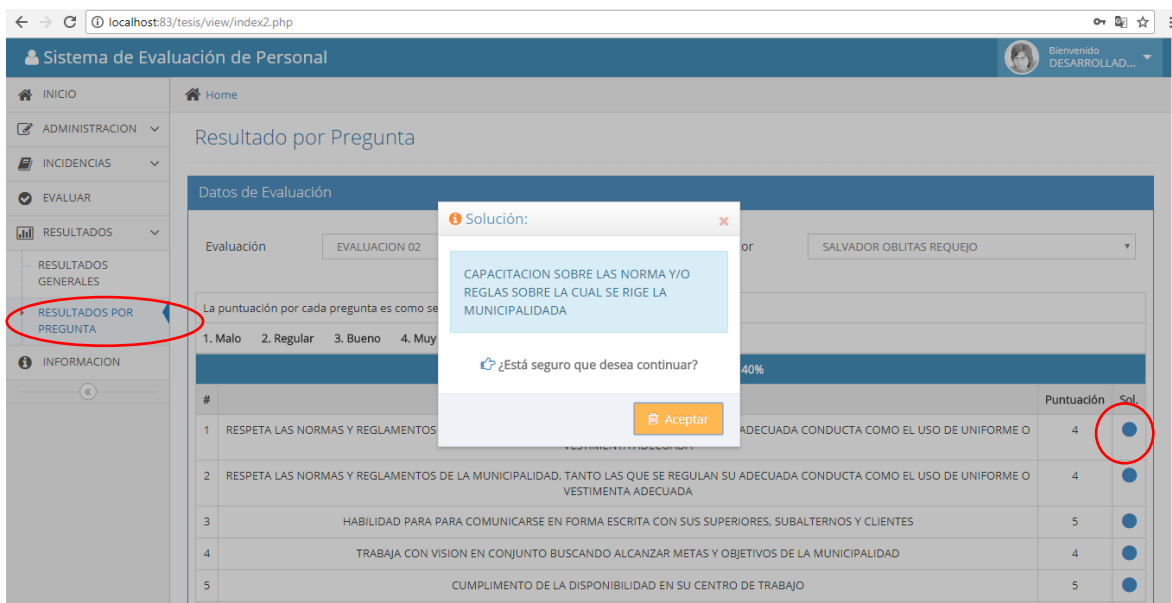 localhost:83/tesis/view/index2.php
Sistema de Evaluación de Personal
Bienvenido
DESARROLLAD...
INICIO
ADMINISTRACION
INCIDENCIAS
EVALUAR
RESULTADOS
RESULTADOS
GENERALES
RESULTADOS POR
PREGUNTA
INFORMACION
Home
Resultado por Pregunta
Datos de Evaluación
Evaluación EVALUACION 02 or SALVADOR OBLITAS REQUEJO
La puntuación por cada pregunta es como se
1. Malo 2. Regular 3. Bueno 4. Muy
40%
# Puntuación Sol.
1 RESPETA LAS NORMAS Y REGLAMENTOS ADECUADA CONDUCTA COMO EL USO DE UNIFORME O 4
VESTIMENTA ADECUADA
2 RESPETA LAS NORMAS Y REGLAMENTOS DE LA MUNICIPALIDAD, TANTO LAS QUE SE REGULAN SU ADECUADA CONDUCTA COMO EL USO DE UNIFORME O 4
VESTIMENTA ADECUADA
3 HABILIDAD PARA PARA COMUNICARSE EN FORMA ESCRITA CON SUS SUPERIORES, SUBALTERNOS Y CLIENTES 5
4 TRABAJA CON VISION EN CONJUNTO BUSCANDO ALCANZAR METAS Y OBJETIVOS DE LA MUNICIPALIDAD 4
5 CUMPLIMENTO DE LA DISPONIBILIDAD EN SU CENTRO DE TRABAJO 5
Solución:
CAPACITACION SOBRE LAS NORMA Y/O
REGLAS SOBRE LA CUAL SE RIGE LA
MUNICIPALIDADA
¿Está seguro que desea continuar?
Aceptar